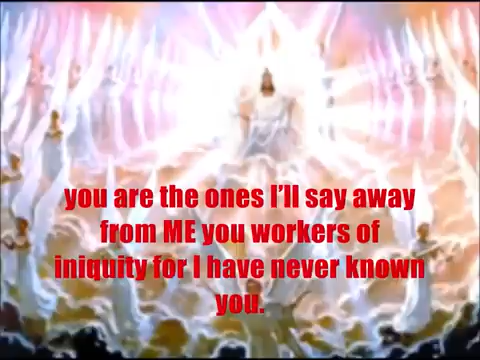 you are the ones I'll say away
from ME you workers of
iniquity for I have never known
you.